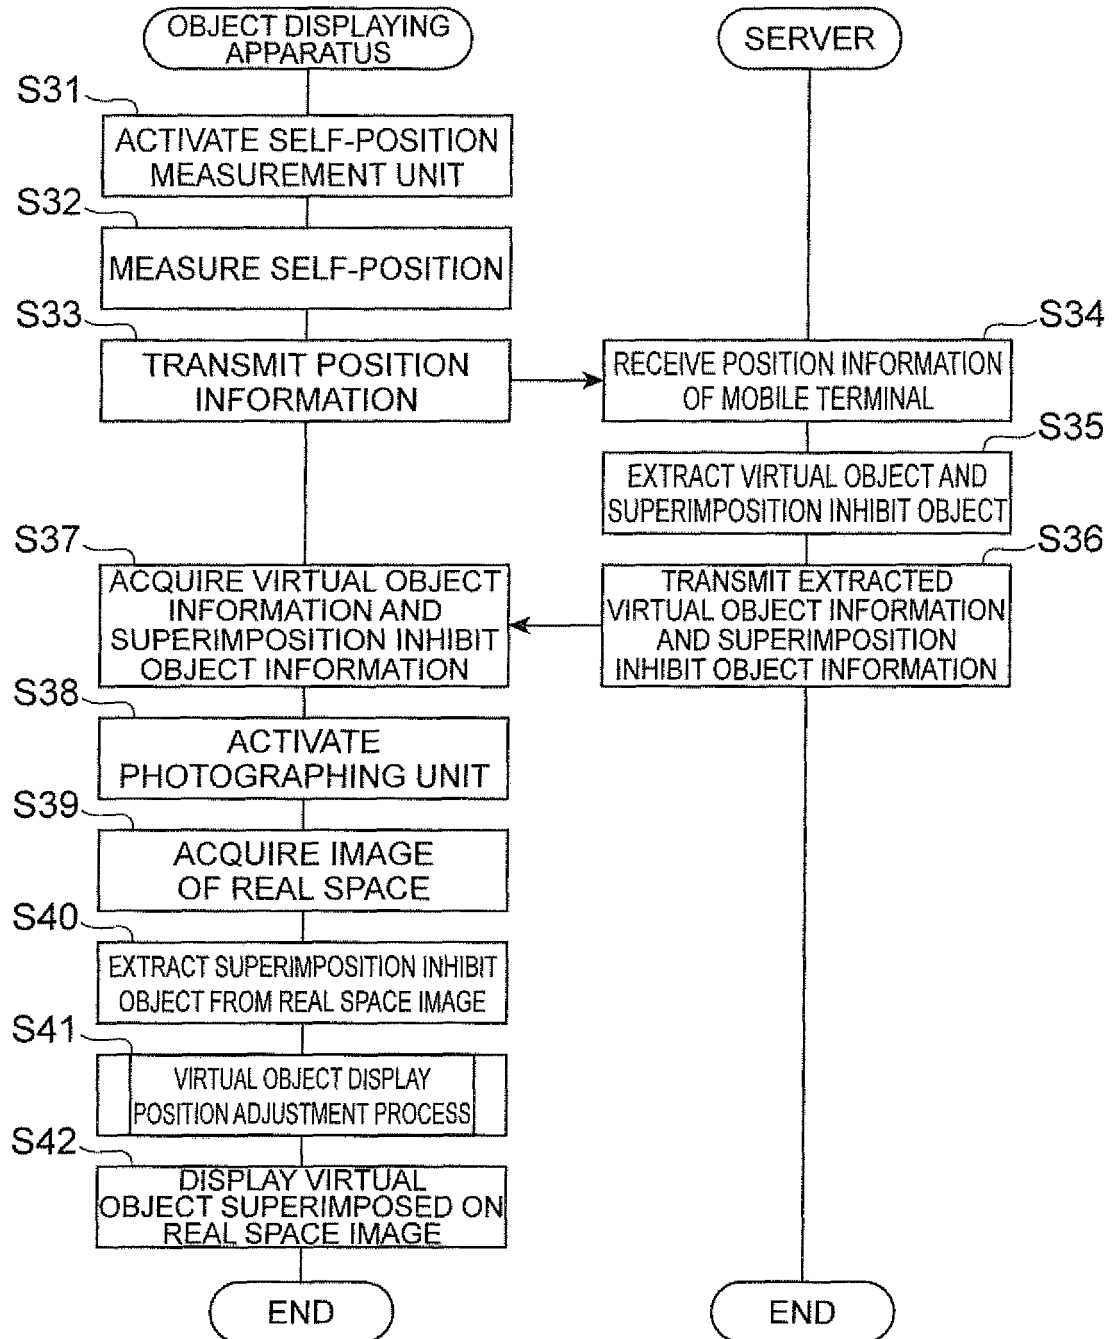 OBJECT DISPLAYING
APPARATUS
SERVER
S31
ACTIVATE SELF-POSITION
MEASUREMENT UNIT
S32
MEASURE SELF-POSITION
S33
TRANSMIT POSITION
INFORMATION
S34
RECEIVE POSITION INFORMATION
OF MOBILE TERMINAL
S35
EXTRACT VIRTUAL OBJECT AND
SUPERIMPOSITION INHIBIT OBJECT
S36
TRANSMIT EXTRACTED
VIRTUAL OBJECT INFORMATION
AND SUPERIMPOSITION
INHIBIT OBJECT INFORMATION
S37
ACQUIRE VIRTUAL OBJECT
INFORMATION AND
SUPERIMPOSITION INHIBIT
OBJECT INFORMATION
S38
ACTIVATE
PHOTOGRAPHING UNIT
S39
ACQUIRE IMAGE
OF REAL SPACE
S40
EXTRACT SUPERIMPOSITION INHIBIT
OBJECT FROM REAL SPACE IMAGE
S41
VIRTUAL OBJECT DISPLAY
POSITION ADJUSTMENT PROCESS
S42
DISPLAY VIRTUAL
OBJECT SUPERIMPOSED ON
REAL SPACE IMAGE
END
END